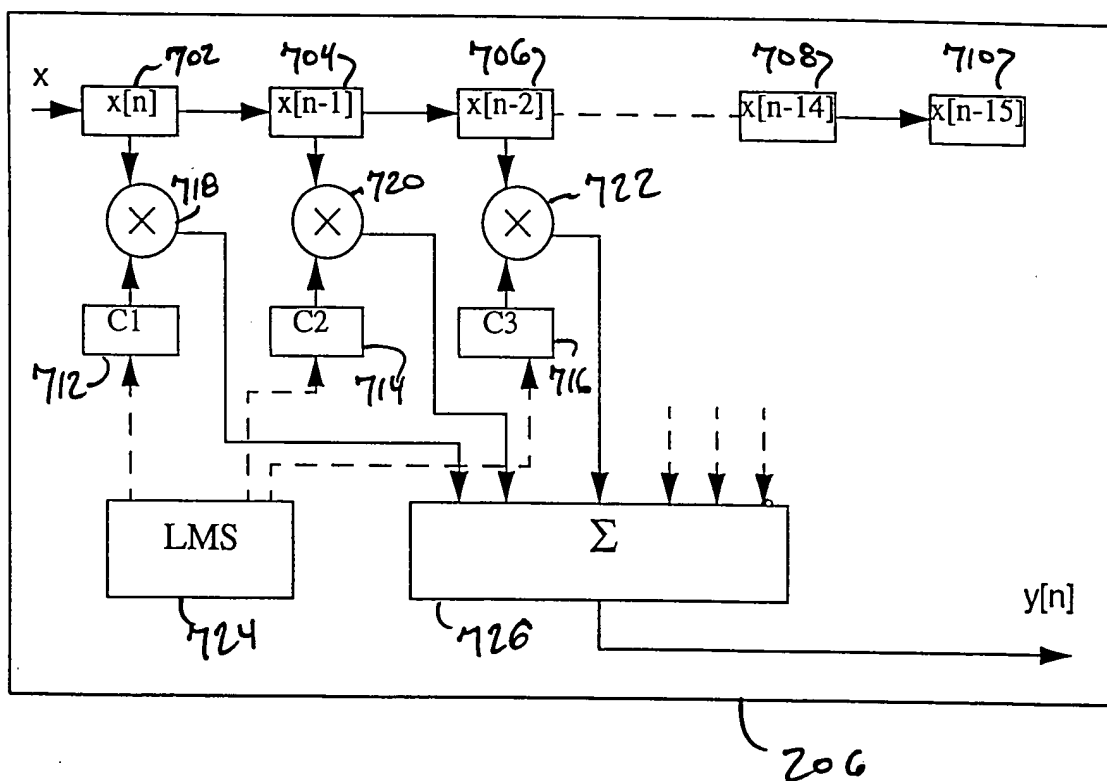 702 704 706 708 710
x x[n] x[n-1] x[n-2] x[n-14] x[n-15]
718 720 722
× × ×
C1 C2 C3
712 714 716
LMS Σ
724 726 y[n]
206